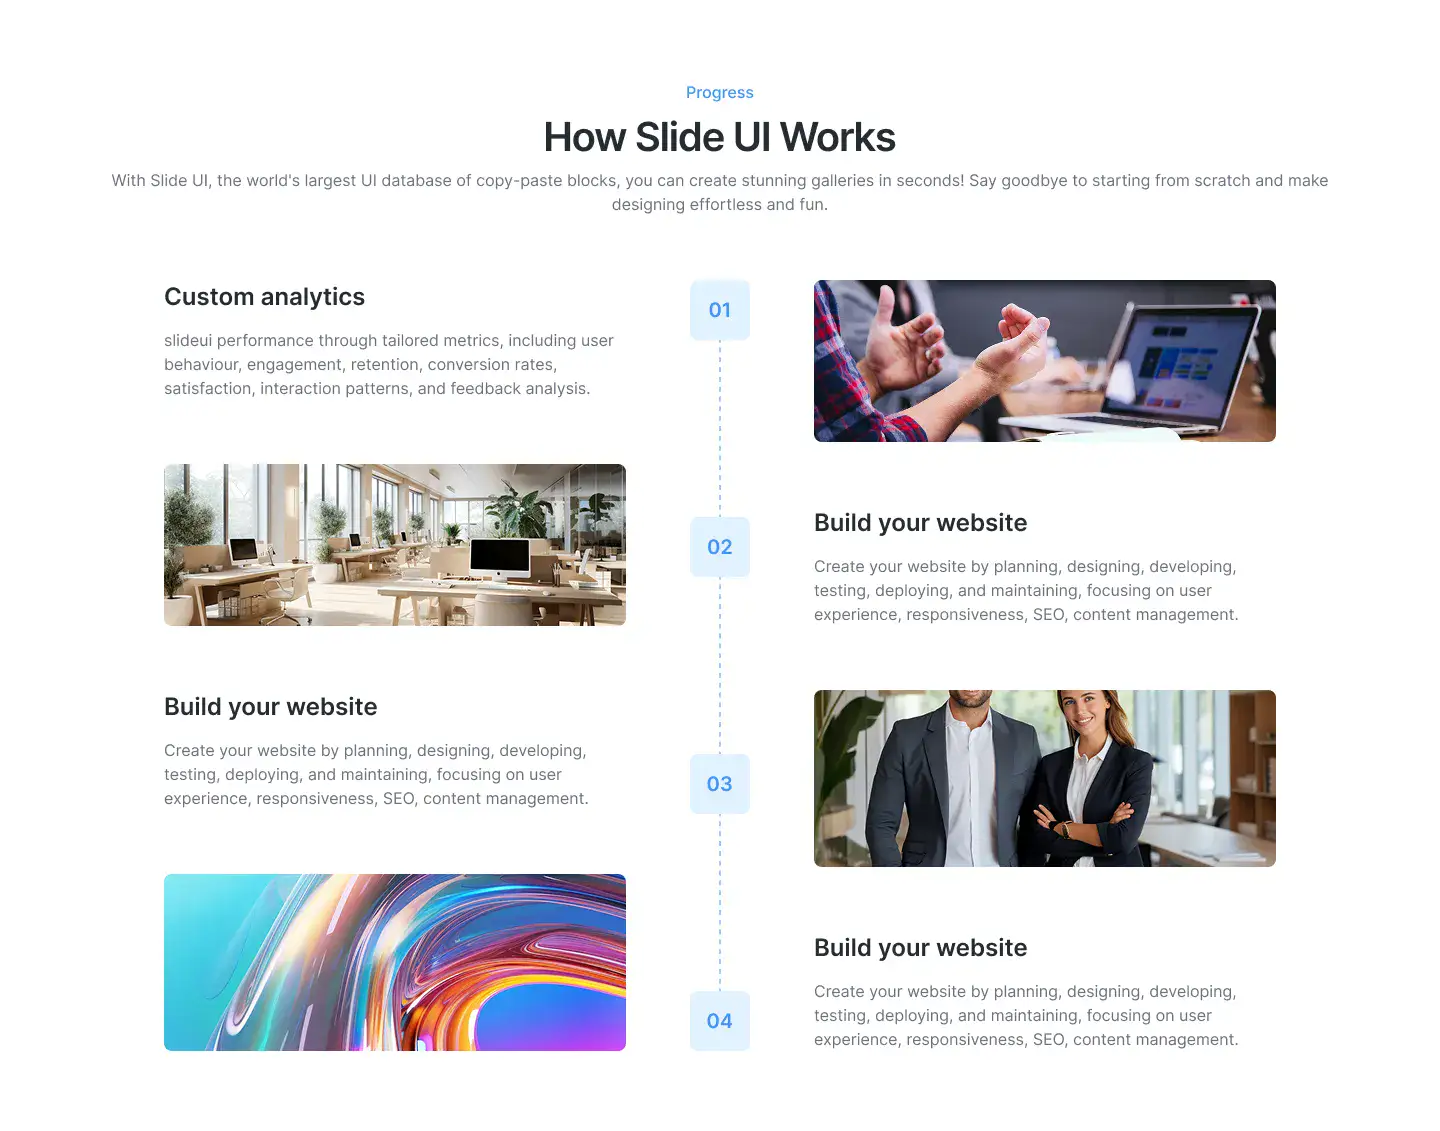 Progress
How Slide UI Works
With Slide UI, the world's largest UI database of copy-paste blocks, you can create stunning galleries in seconds! Say goodbye to starting from scratch and make
designing effortless and fun.
Custom analytics
slideui performance through tailored metrics, including user
behaviour, engagement, retention, conversion rates,
satisfaction, interaction patterns, and feedback analysis.
01
02
Build your website
Create your website by planning, designing, developing,
testing, deploying, and maintaining, focusing on user
experience, responsiveness, SEO, content management.
Build your website
Create your website by planning, designing, developing,
testing, deploying, and maintaining, focusing on user
experience, responsiveness, SEO, content management.
03
04
Build your website
Create your website by planning, designing, developing,
testing, deploying, and maintaining, focusing on user
experience, responsiveness, SEO, content management.